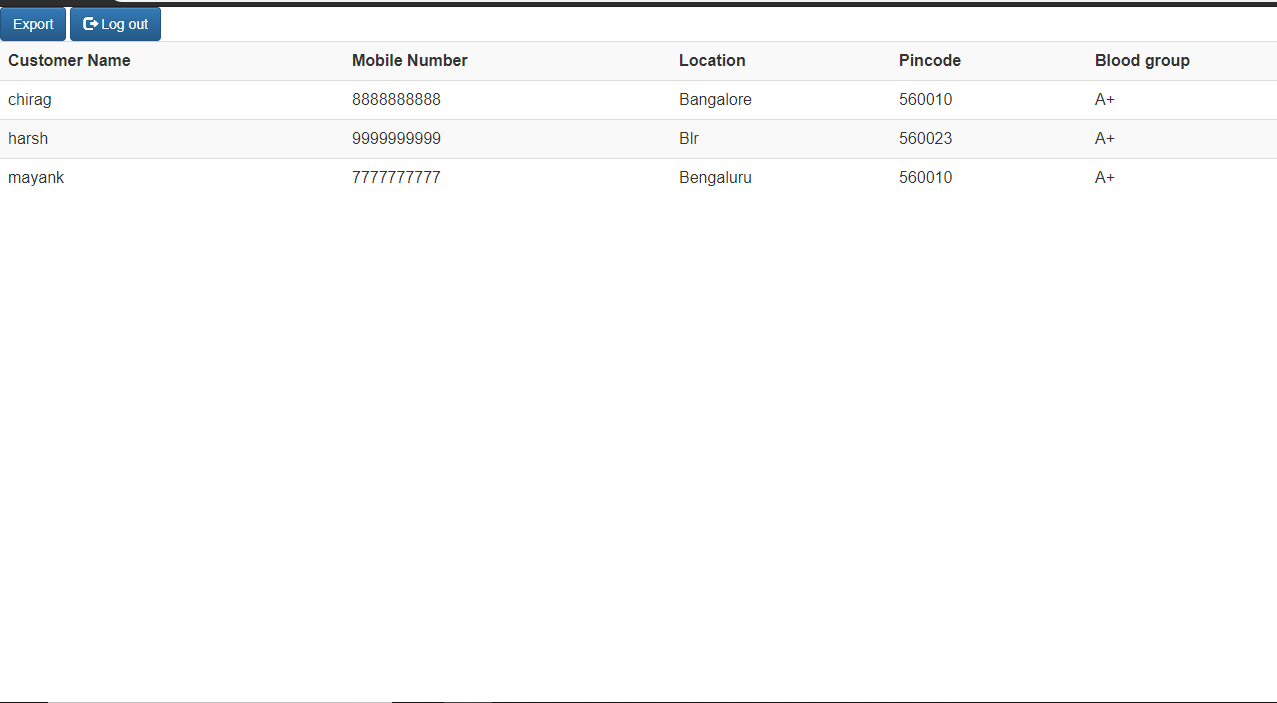 Export Log out
Customer Name Mobile Number Location Pincode Blood group
chirag 8888888888 Bangalore 560010 A+
harsh 9999999999 Blr 560023 A+
mayank 7777777777 Bengaluru 560010 A+